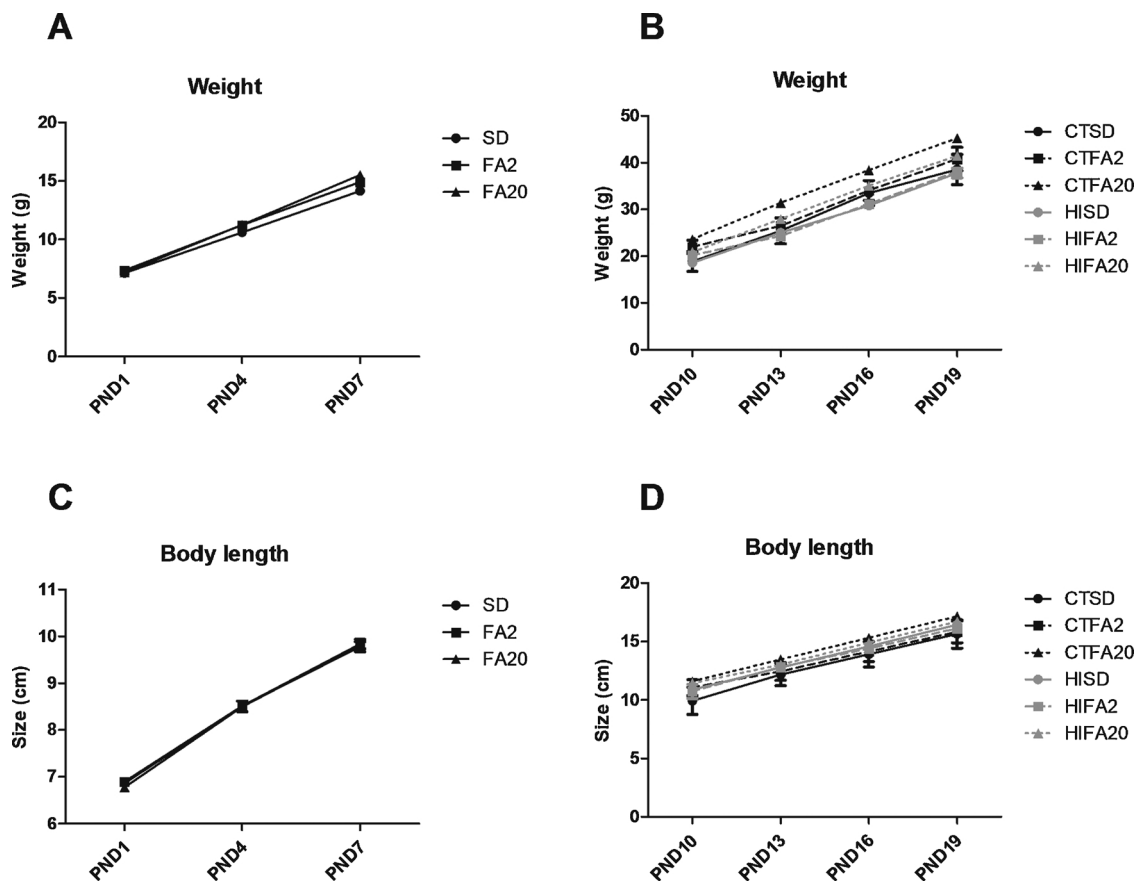 A
Weight
Weight (g)
20
15
10
5
0
PND1
PND4
PND7
SD
FA2
FA20
B
Weight
Weight (g)
50
40
30
20
10
0
PND10
PND13
PND16
PND19
CTSD
CTFA2
CTFA20
HISD
HIFA2
HIFA20
C
Body length
Size (cm)
11
10
9
8
7
6
PND1
PND4
PND7
SD
FA2
FA20
D
Body length
Size (cm)
20
15
10
5
0
PND10
PND13
PND16
PND19
CTSD
CTFA2
CTFA20
HISD
HIFA2
HIFA20